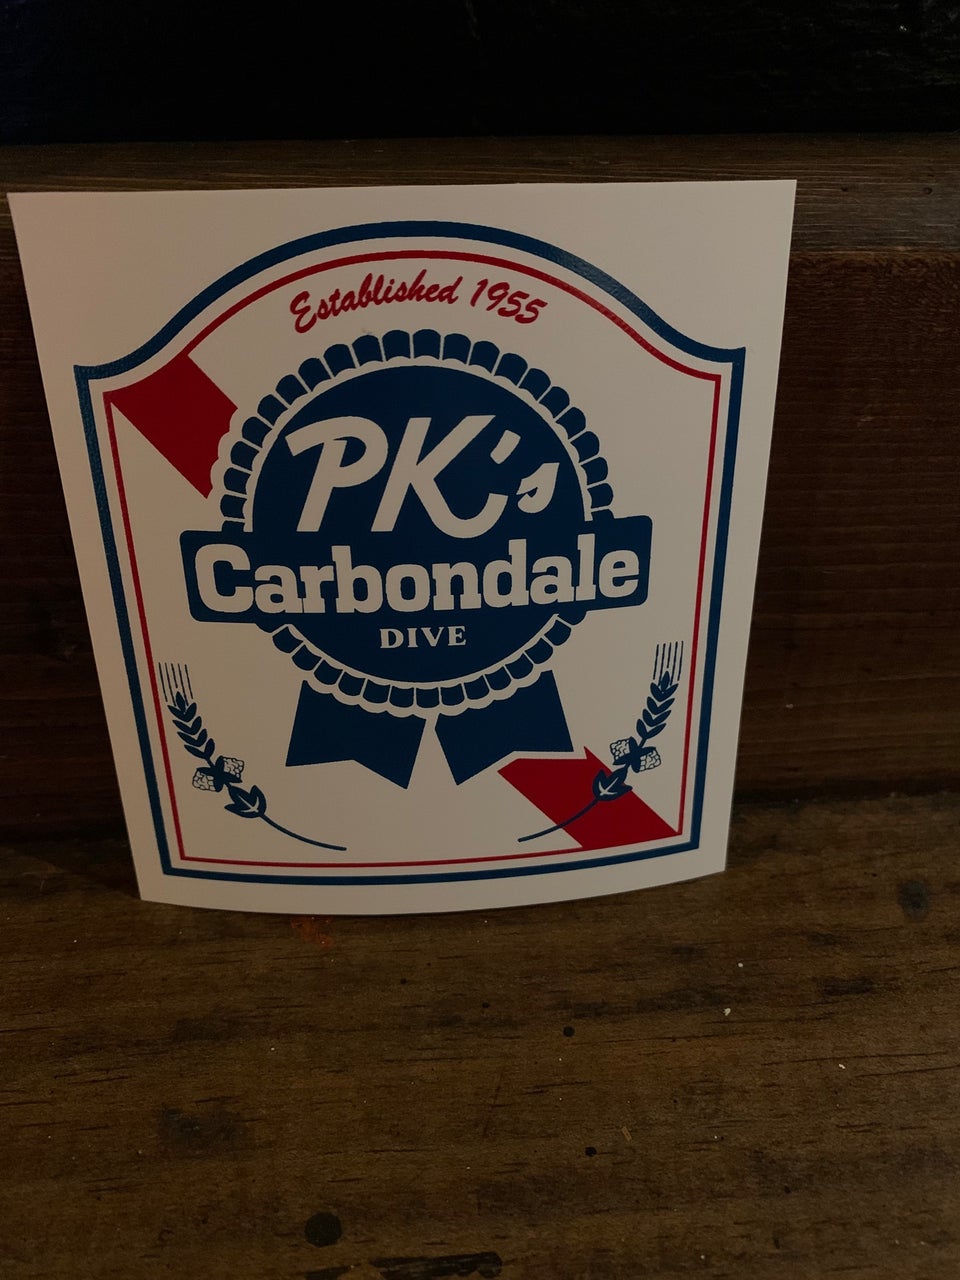 Established 1955
PK's
Carbondale
DIVE